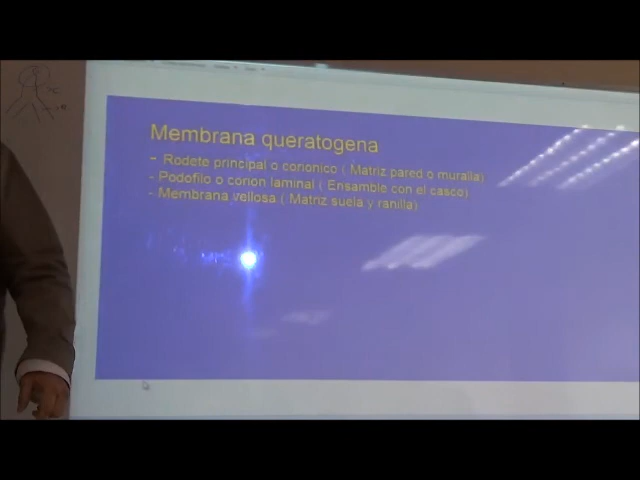 Membrana queratogena
- Rodete principal o corionico ( Matriz pared o muralla)
- Podofilo o corion laminal ( Ensamble con el casco)
- Membrana vellosa ( Matriz suela y ranilla)